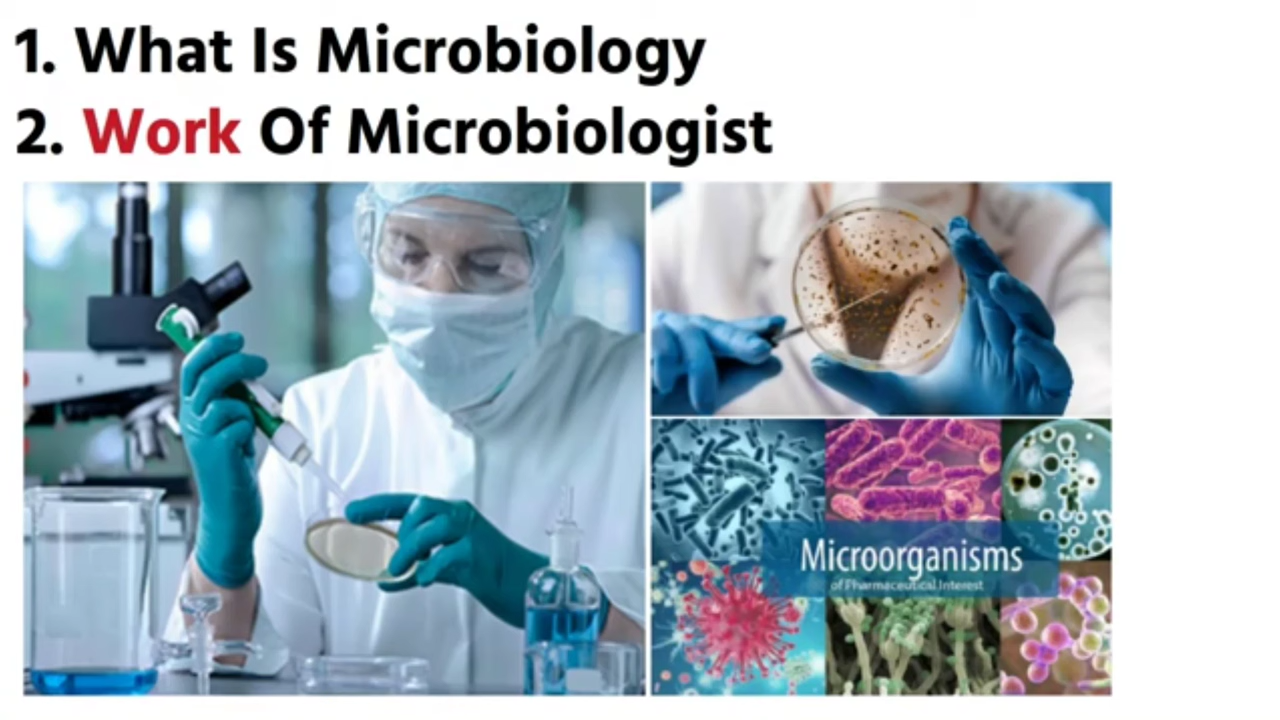 1. What Is Microbiology
2. Work Of Microbiologist
Microorganisms
of Pharmaceutical Interest